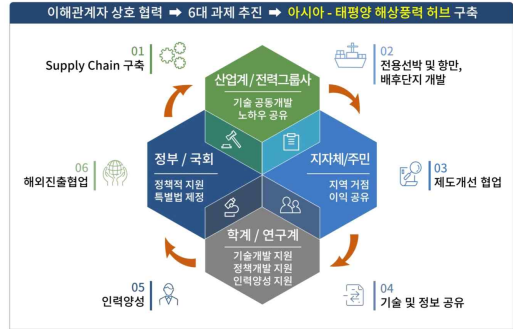 이해관계자 상호 협력 ➡ 6대 과제 추진 ➡ 아시아 - 태평양 해상풍력 허브 구축
01
Supply Chain 구축
02
전용선박 및 항만,
배후단지 개발
산업계/전력그룹사
기술 공동개발
노하우 공유
정부 / 국회
정책적 지원
특별법 제정
지자체/주민
지역 거점
이익 공유
06
해외진출협업
03
제도개선 협업
학계 / 연구계
기술개발 지원
정책개발 지원
인력양성 지원
05
인력양성
04
기술 및 정보 공유